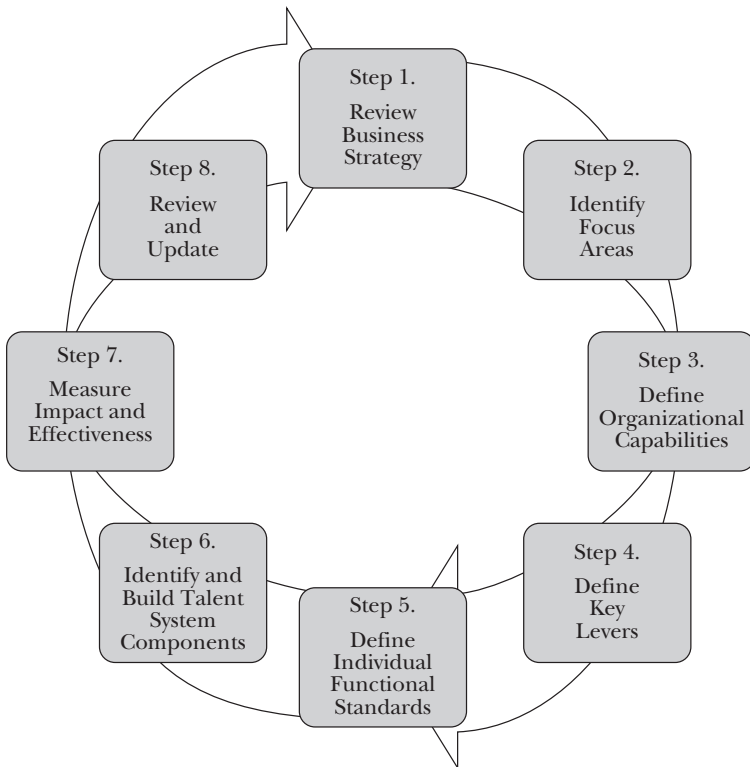 Step 1.
Review
Business
Strategy
Step 2.
Identify
Focus
Areas
Step 3.
Define
Organizational
Capabilities
Step 4.
Define
Key
Levers
Step 5.
Define
Individual
Functional
Standards
Step 6.
Identify and
Build Talent
System
Components
Step 7.
Measure
Impact and
Effectiveness
Step 8.
Review
and
Update